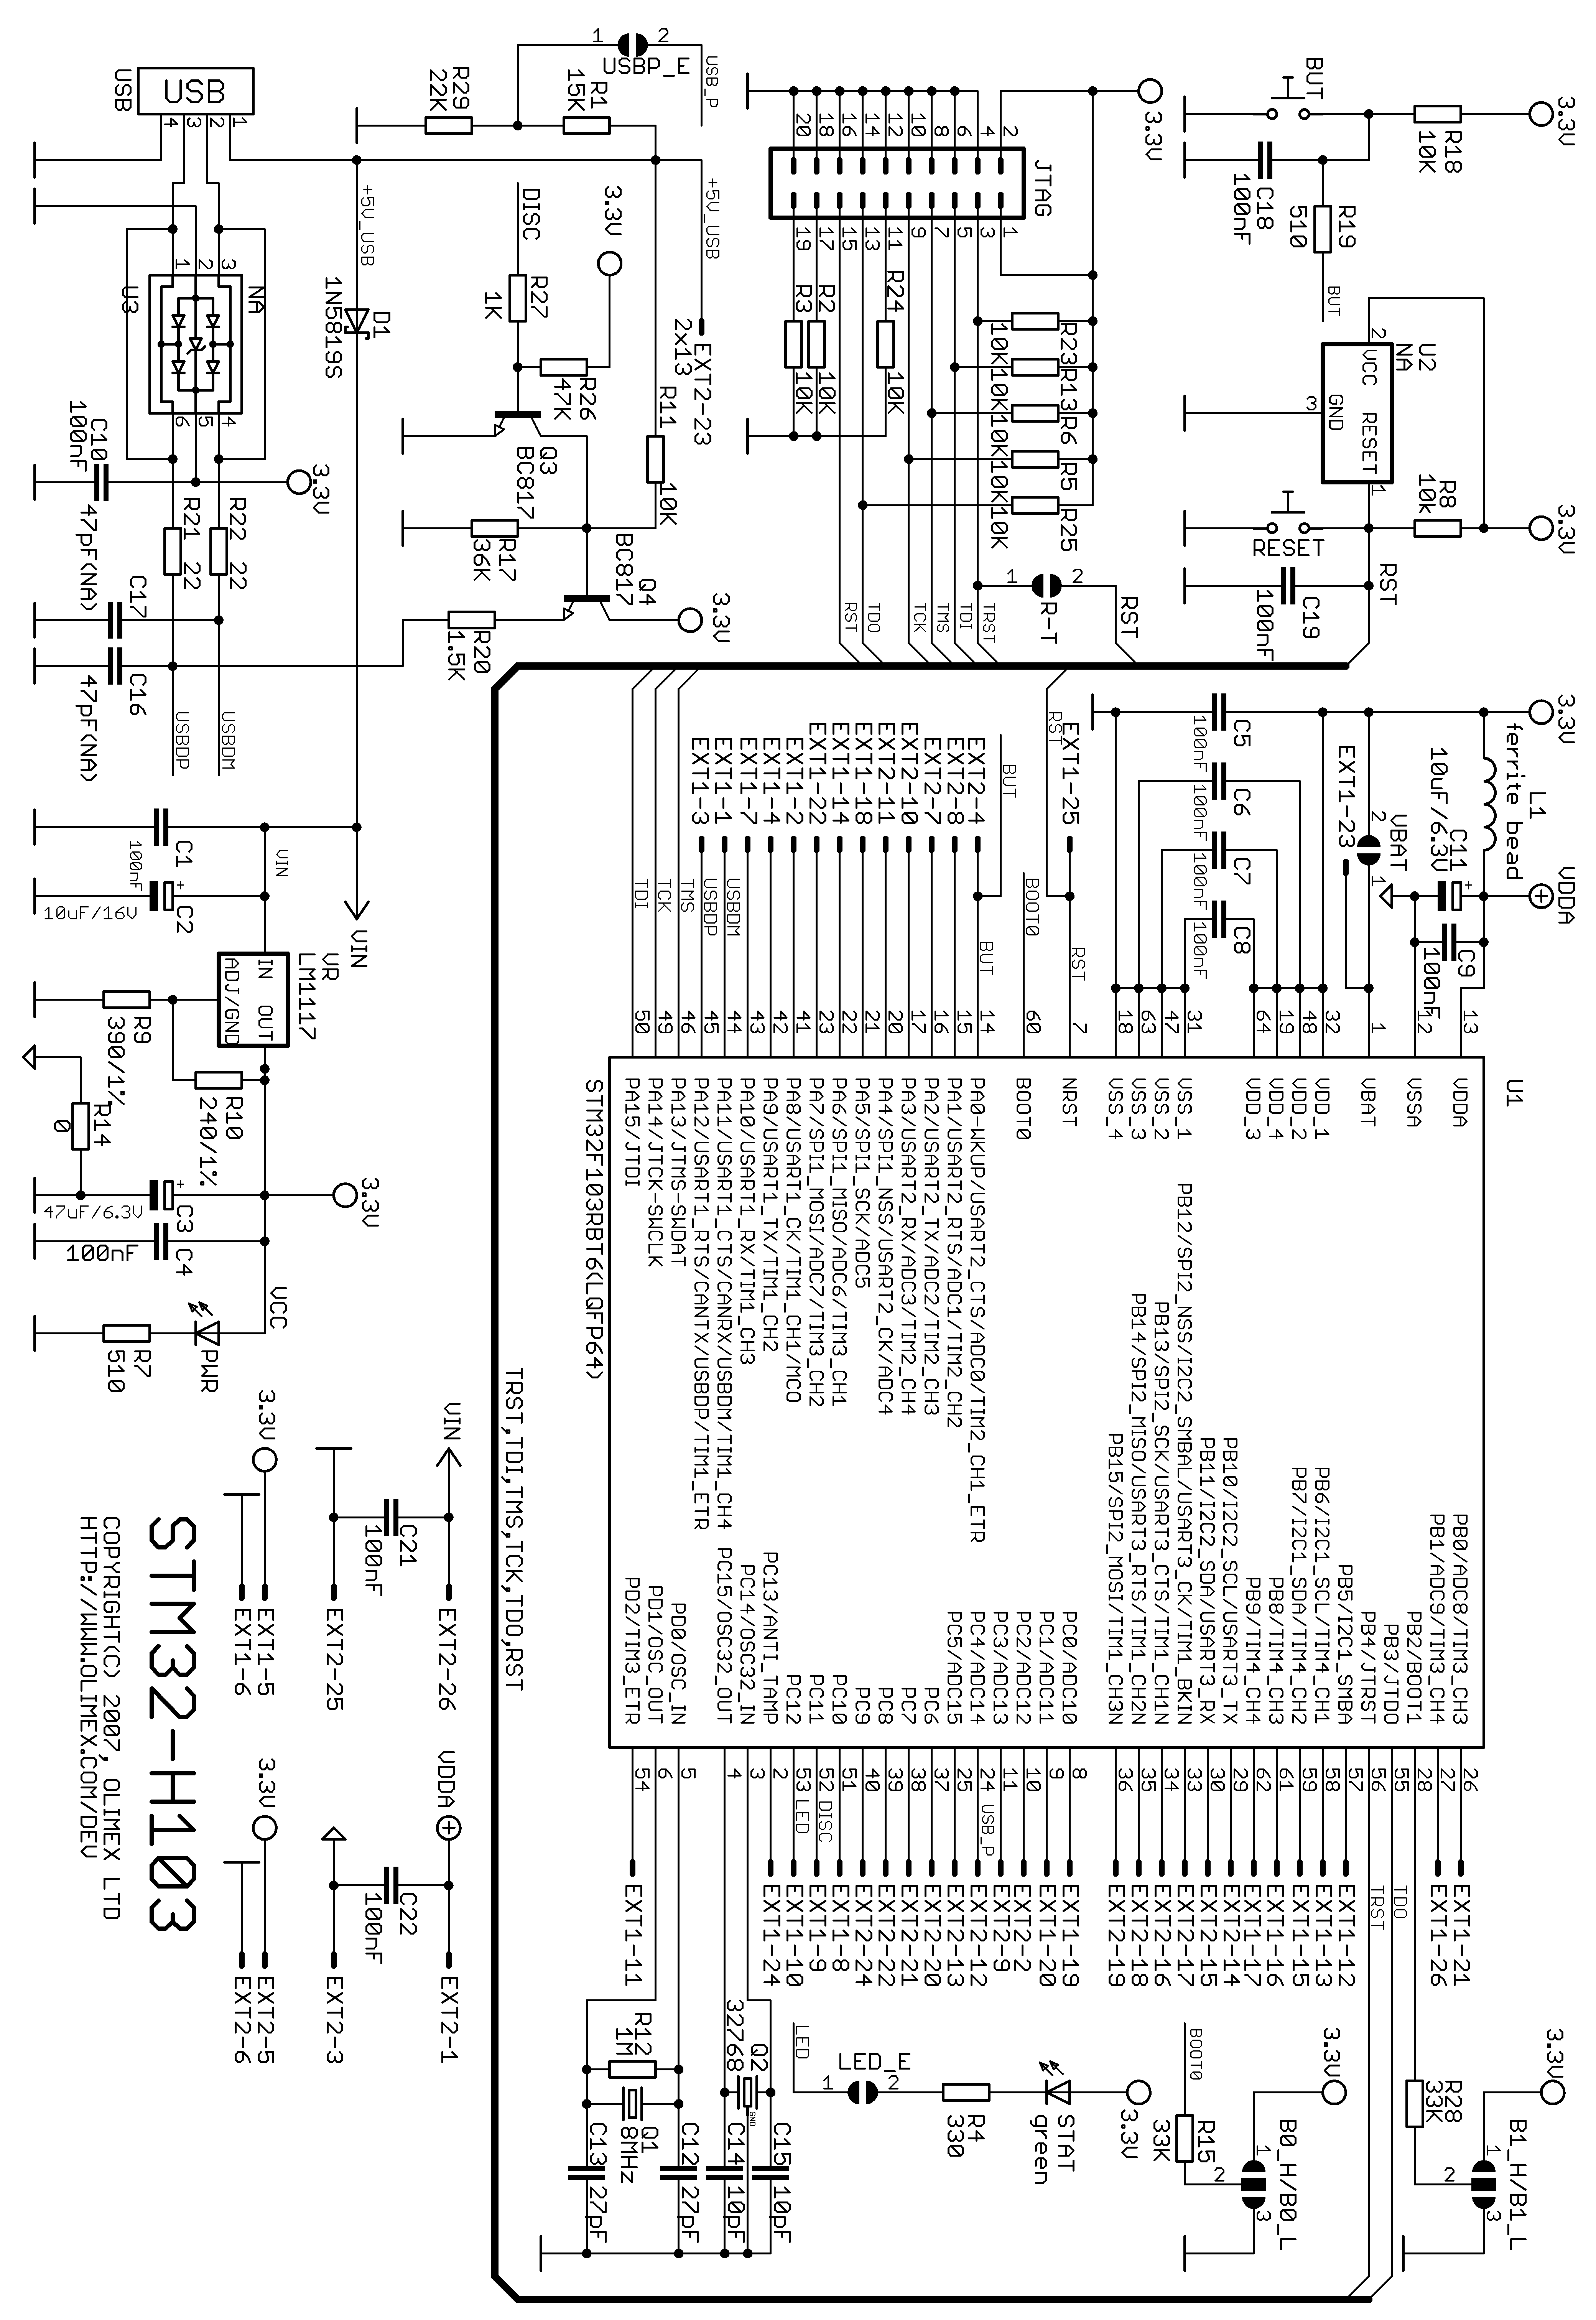 3.3V
R18
10K
BUT
C18
100nF
R19
510
BUT
U2
NA
VCC
RESET
GND
2
3
1
R8
10k
3.3V
RESET
RST
C19
100nF
3.3V
JTAG
2
4
6
8
10
12
14
16
18
20
1
3
5
7
9
11
13
15
17
19
R24
10K
R2
10K
R3
10K
R23
10K
R13
10K
R6
10K
R5
10K
R25
10K
1
2
R-T
RST
TRST
TDI
TMS
TCK
TDO
RST
USB_P
1
2
USBP_E
R1
15K
R29
22K
+5V_USB
EXT2-23
2x13
3.3V
DISC
R27
1K
R26
47K
Q3
BC817
R11
10K
R17
36K
BC817
Q4
3.3V
R20
1.5K
USB
USB
1
2
3
4
+5V_USB
D1
1N5819S
NA
U3
1
2
3
4
5
6
3.3V
C10
100nF
R22
22
R21
22
C17
47pF(NA)
C16
47pF(NA)
USBDM
USBDP
C1
100nF
VIN
C2
10uF/16V
+
VIN
VR
LM1117
IN
OUT
ADJ/GND
R9
390/1%
R10
240/1%
R14
0
3.3V
C3
47uF/6.3V
+
C4
100nF
VCC
PWR
R7
510
3.3V
ferrite bead
L1
VDDA
C11
10uF/6.3V
+
C9
100nF
VBAT
2
1
EXT1-23
C5
100nF
C6
100nF
C7
100nF
C8
100nF
EXT1-25
RST
RST
BOOT0
BUT
BUT
EXT2-4
EXT2-8
EXT2-7
EXT2-10
EXT2-11
EXT1-18
EXT1-14
EXT1-22
EXT1-2
EXT1-4
EXT1-7
EXT1-1
EXT1-3
USBDM
USBDP
TMS
TCK
TDI
U1
13 VDDA
12 VSSA
1 VBAT
32 VDD_1
48 VDD_2
19 VDD_4
64 VDD_3
31 VSS_1
47 VSS_2
63 VSS_3
18 VSS_4
7 NRST
60 BOOT0
14 PA0-WKUP/USART2_CTS/ADC0/TIM2_CH1_ETR
15 PA1/USART2_RTS/ADC1/TIM2_CH2
16 PA2/USART2_TX/ADC2/TIM2_CH3
17 PA3/USART2_RX/ADC3/TIM2_CH4
20 PA4/SPI1_NSS/USART2_CK/ADC4
21 PA5/SPI1_SCK/ADC5
22 PA6/SPI1_MISO/ADC6/TIM3_CH1
23 PA7/SPI1_MOSI/ADC7/TIM3_CH2
41 PA8/USART1_CK/TIM1_CH1/MCO
42 PA9/USART1_TX/TIM1_CH2
43 PA10/USART1_RX/TIM1_CH3
44 PA11/USART1_CTS/CANRX/USBDM/TIM1_CH4
45 PA12/USART1_RTS/CANTX/USBDP/TIM1_ETR
46 PA13/JTMS-SWDAT
49 PA14/JTCK-SWCLK
50 PA15/JTDI
STM32F103RBT6(LQFP64)
PB0/ADC8/TIM3_CH3 26 EXT1-21
PB1/ADC9/TIM3_CH4 27 EXT1-26
PB2/BOOT1 28
PB3/JTDO 55 TDO
PB4/JTRST 56 TRST
PB5/I2C1_SMBA 57 EXT1-12
PB6/I2C1_SCL/TIM4_CH1 58 EXT1-13
PB7/I2C1_SDA/TIM4_CH2 59 EXT1-15
PB8/TIM4_CH3 61 EXT1-16
PB9/TIM4_CH4 62 EXT1-17
PB10/I2C2_SCL/USART3_TX 29 EXT2-14
PB11/I2C2_SDA/USART3_RX 30 EXT2-15
PB12/SPI2_NSS/I2C2_SMBAL/USART3_CK/TIM1_BKIN 33 EXT2-17
PB13/SPI2_SCK/USART3_CTS/TIM1_CH1N 34 EXT2-16
PB14/SPI2_MISO/USART3_RTS/TIM1_CH2N 35 EXT2-18
PB15/SPI2_MOSI/TIM1_CH3N 36 EXT2-19
PC0/ADC10 8 EXT1-19
PC1/ADC11 9 EXT1-20
PC2/ADC12 10 EXT2-2
PC3/ADC13 11 EXT2-9
PC4/ADC14 24 USB_P EXT2-12
PC5/ADC15 25 EXT2-13
PC6 37 EXT2-20
PC7 38 EXT2-21
PC8 39 EXT2-22
PC9 40 EXT2-24
PC10 51 EXT1-8
PC11 52 DISC EXT1-9
PC12 53 LED EXT1-10
PC13/ANTI_TAMP 2 EXT1-24
PC14/OSC32_IN 3
PC15/OSC32_OUT 4
PD0/OSC_IN 5
PD1/OSC_OUT 6
PD2/TIM3_ETR 54 EXT1-11
TRST,TDI,TMS,TCK,TDO,RST
3.3V
R28
33K
B1_H/B1_L
1
2
3
3.3V
BOOT0
R15
33K
B0_H/B0_L
1
2
3
LED
LED_E
1
2
R4
330
STAT
green
3.3V
Q2
32768
GND
C15
10pF
C14
10pF
R12
1M
Q1
8MHz
C12
27pF
C13
27pF
VIN
EXT2-26
C21
100nF
EXT2-25
VDDA
EXT2-1
C22
100nF
EXT2-3
3.3V
EXT1-5
EXT1-6
3.3V
EXT2-5
EXT2-6
STM32-H103
COPYRIGHT(C) 2007, OLIMEX LTD
HTTP://WWW.OLIMEX.COM/DEV